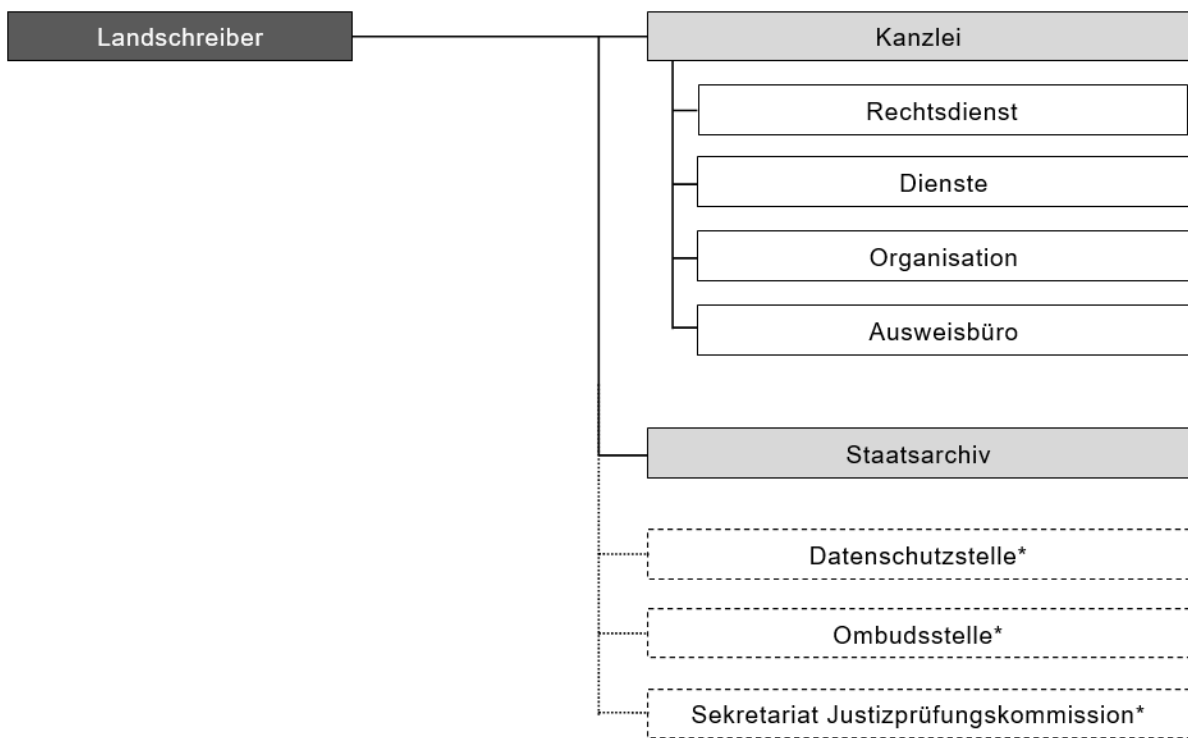 Landschreiber
Kanzlei
Rechtsdienst
Dienste
Organisation
Ausweisbüro
Staatsarchiv
Datenschutzstelle*
Ombudsstelle*
Sekretariat Justizprüfungskommission*